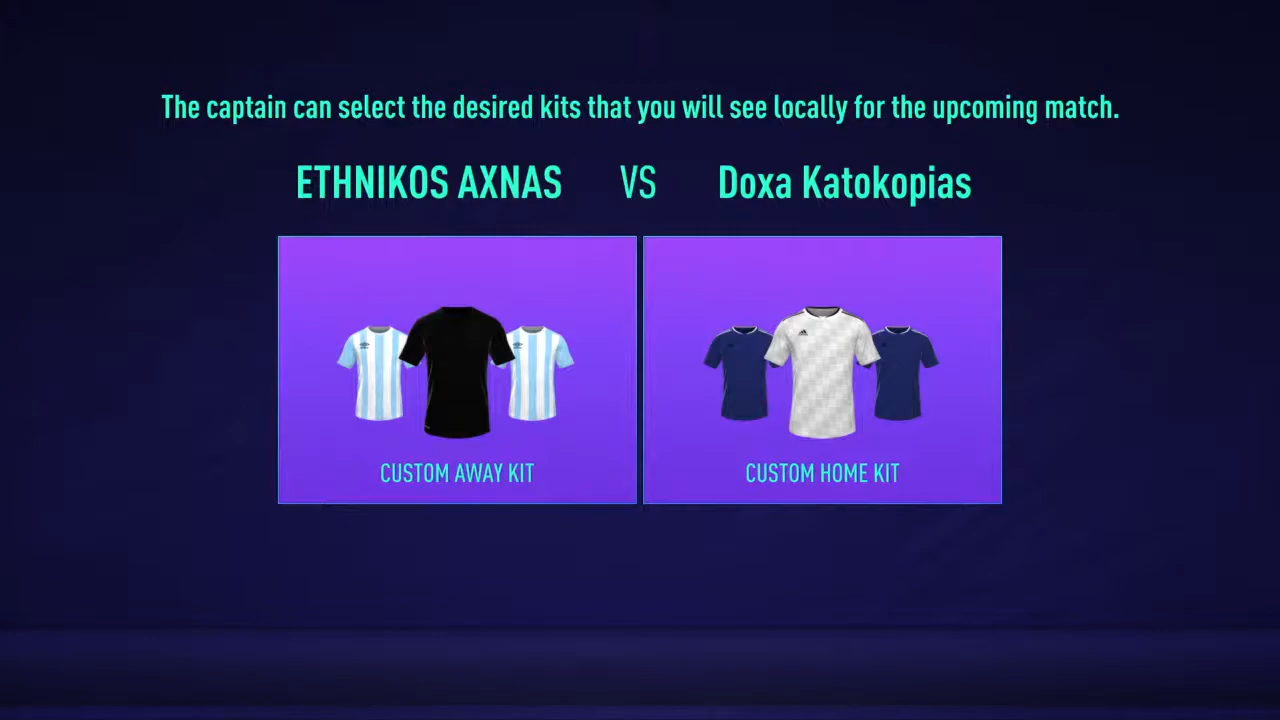 The captain can select the desired kits that you will see locally for the upcoming match.
ETHNIKOS AXNAS VS Doxa Katokopias
CUSTOM AWAY KIT
CUSTOM HOME KIT